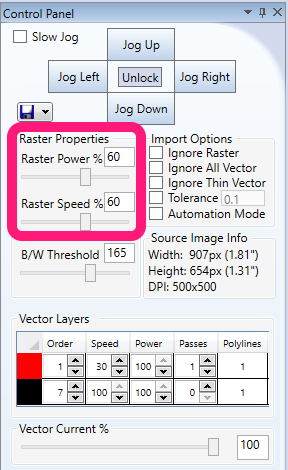 Control Panel
Slow Jog
Jog Up
Jog Left
Unlock
Jog Right
Jog Down
Raster Properties
Raster Power % 60
Raster Speed % 60
B/W Threshold 165
Import Options
Ignore Raster
Ignore All Vector
Ignore Thin Vector
Tolerance 0.1
Automation Mode
Source Image Info
Width: 907px (1.81")
Height: 654px (1.31")
DPI: 500x500
Vector Layers
Order Speed Power Passes Polylines
1 30 100 1 1
7 100 100 0 1
Vector Current %
100